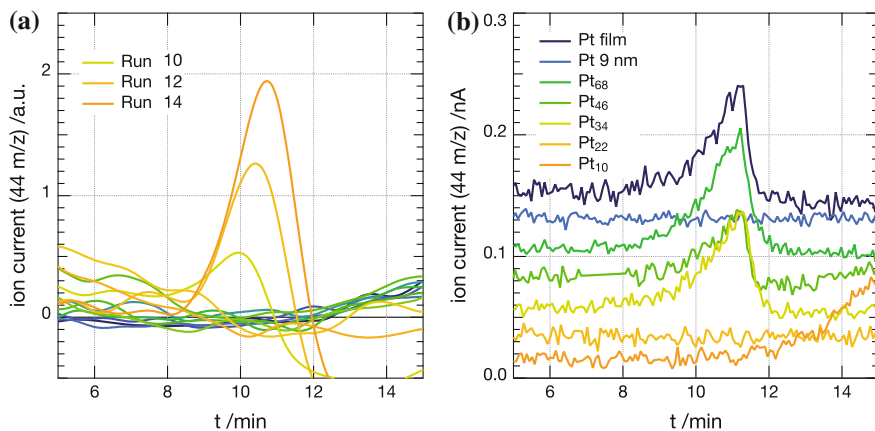 (a)
ion current (44 m/z) /a.u.
2
1
0
Run 10
Run 12
Run 14
6 8 10 12 14
t /min
(b)
ion current (44 m/z) /nA
0.3
0.2
0.1
0.0
Pt film
Pt 9 nm
Pt₆₈
Pt₄₆
Pt₃₄
Pt₂₂
Pt₁₀
6 8 10 12 14
t /min